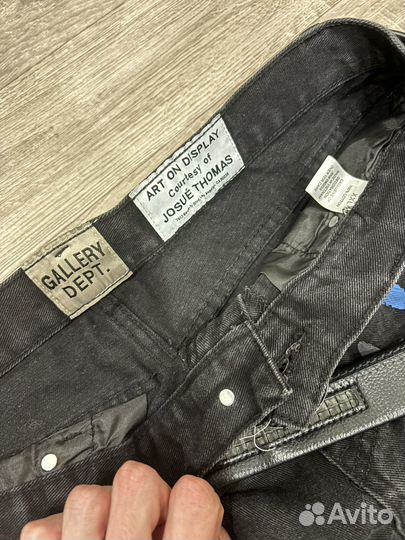 GALLERY
DEPT.
ART ON DISPLAY
Courtesy of
JOSUÉ THOMAS
Avito